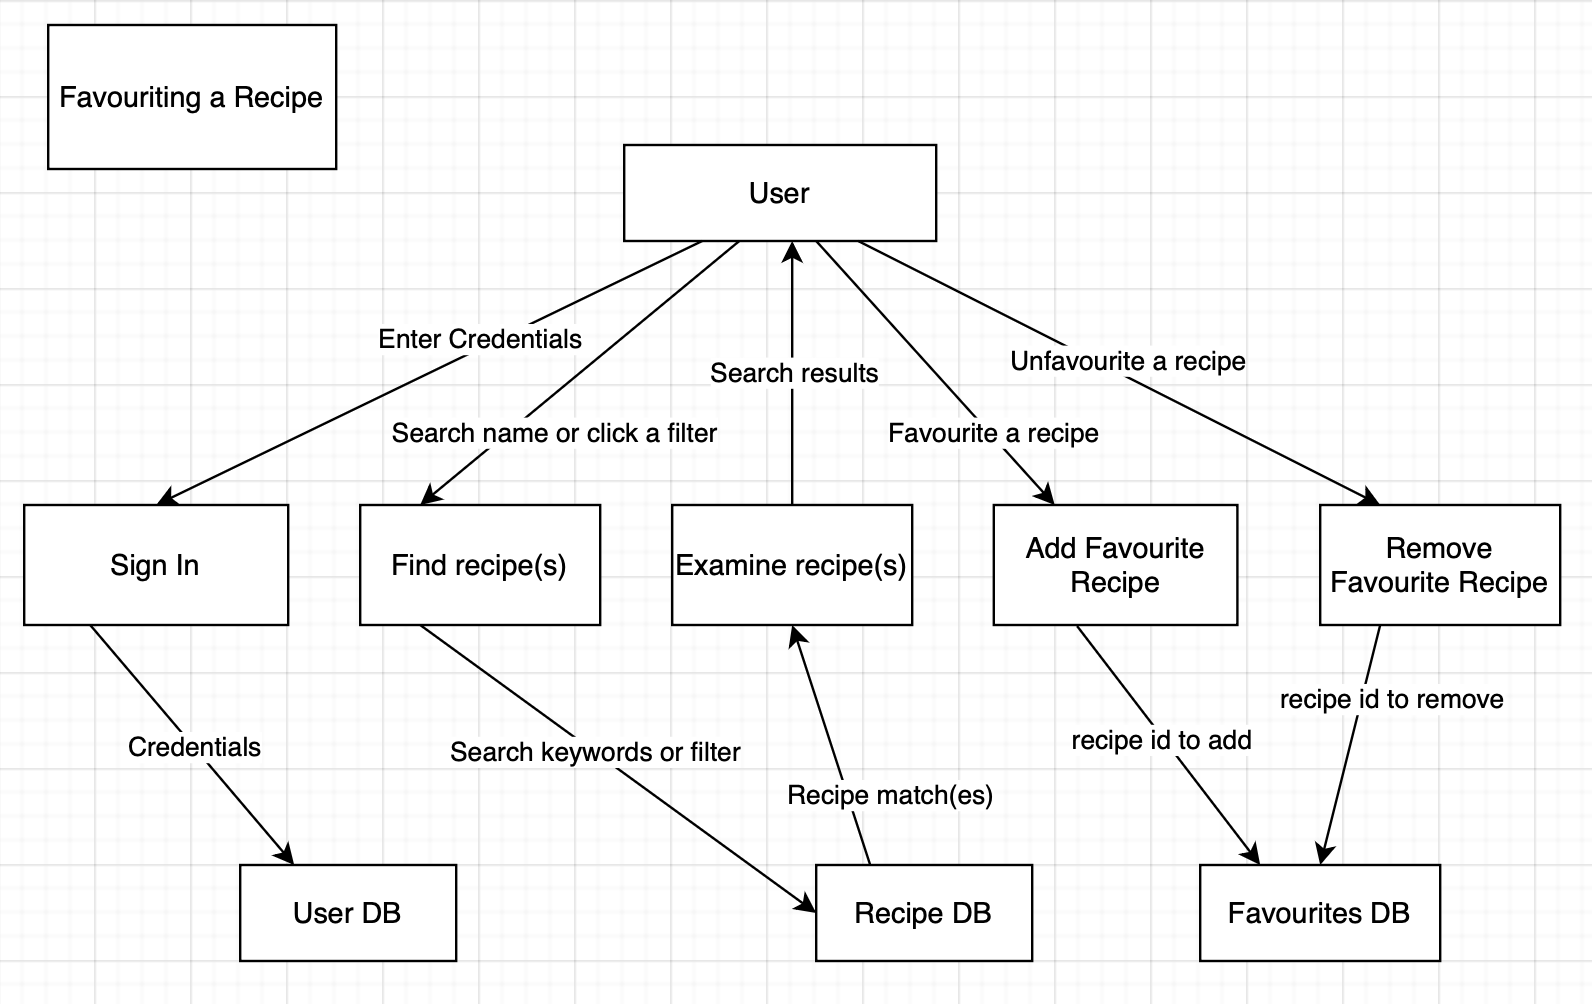 Favouriting a Recipe
User
Enter Credentials
Search results
Unfavourite a recipe
Search name or click a filter
Favourite a recipe
Sign In
Find recipe(s)
Examine recipe(s)
Add Favourite
Recipe
Remove
Favourite Recipe
recipe id to remove
recipe id to add
Credentials
Search keywords or filter
Recipe match(es)
User DB
Recipe DB
Favourites DB